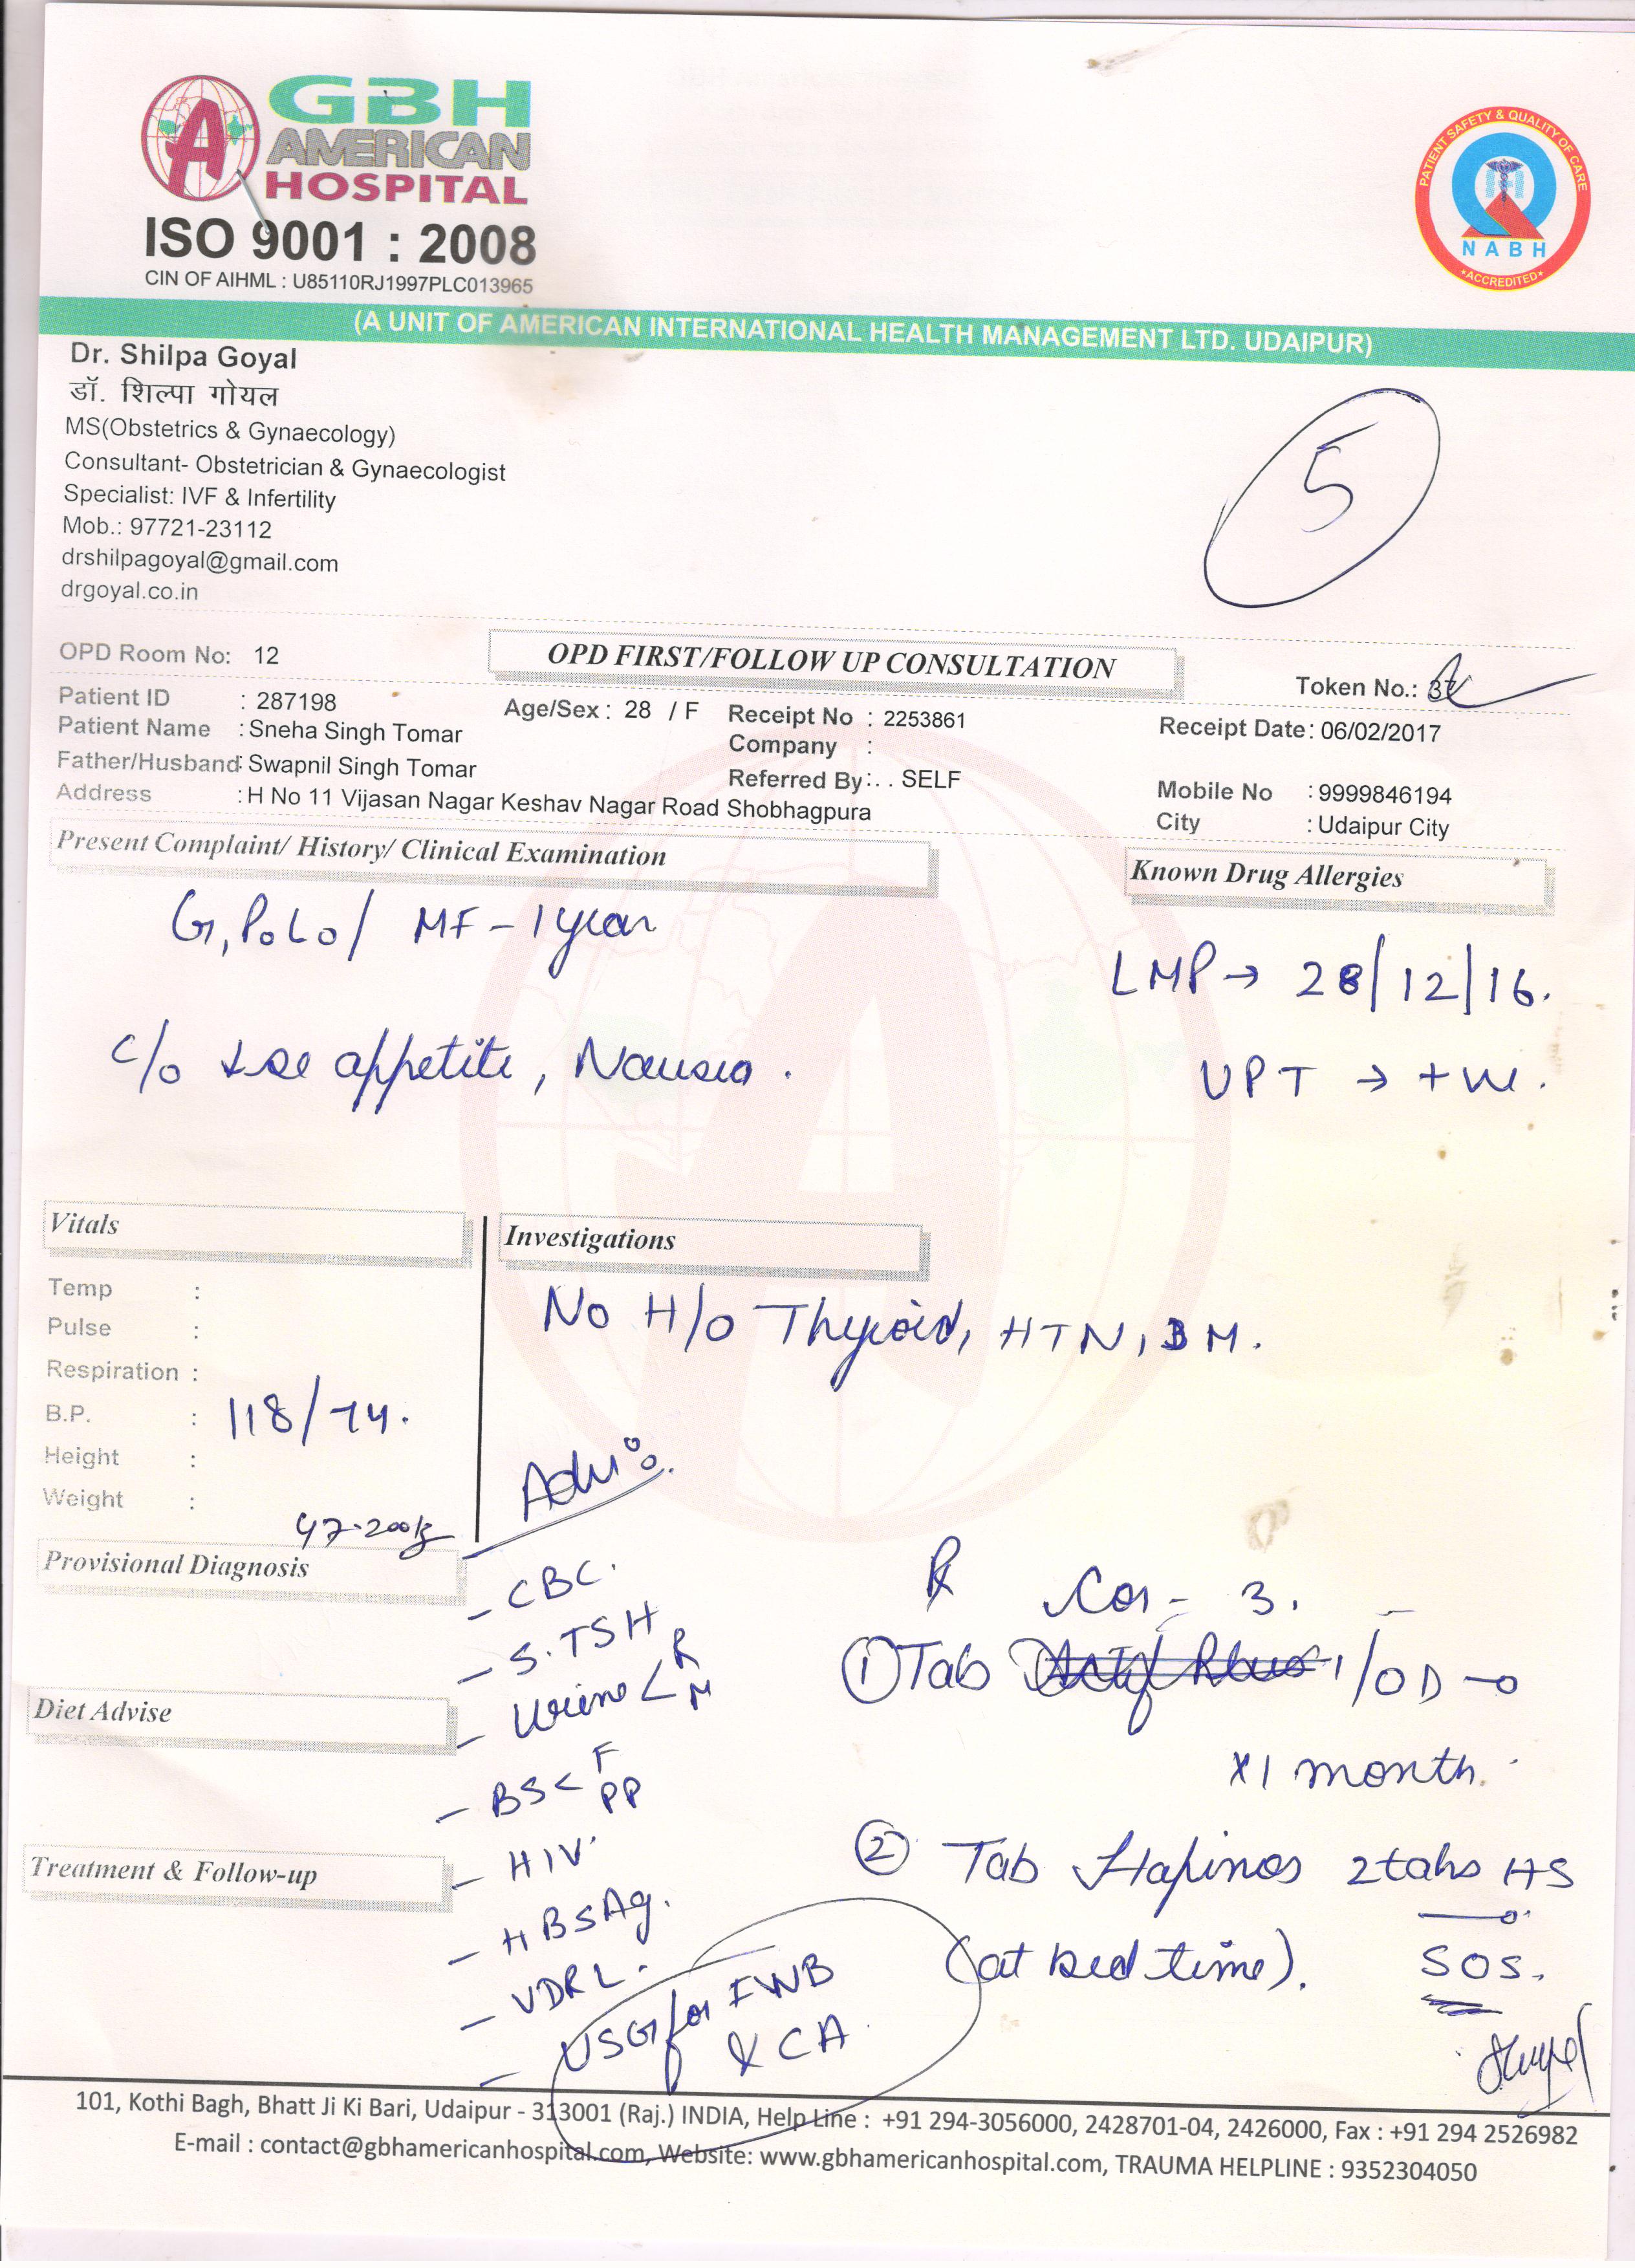 GBH
AMERICAN
HOSPITAL
ISO 9001 : 2008
CIN OF AIHML : U85110RJ1997PLC013965
PATIENT SAFETY & QUALITY OF CARE
NABH
ACCREDITED
(A UNIT OF AMERICAN INTERNATIONAL HEALTH MANAGEMENT LTD. UDAIPUR)
Dr. Shilpa Goyal
डॉ. शिल्पा गोयल
MS(Obstetrics & Gynaecology)
Consultant- Obstetrician & Gynaecologist
Specialist: IVF & Infertility
Mob.: 97721-23112
drshilpagoyal@gmail.com
drgoyal.co.in
5
OPD Room No: 12
OPD FIRST/FOLLOW UP CONSULTATION
Token No.: 37
Patient ID : 287198 Age/Sex : 28 / F Receipt No : 2253861 Receipt Date : 06/02/2017
Patient Name : Sneha Singh Tomar Company :
Father/Husband : Swapnil Singh Tomar Referred By : . . SELF Mobile No : 9999846194
Address : H No 11 Vijasan Nagar Keshav Nagar Road Shobhagpura City : Udaipur City
Present Complaint/ History/ Clinical Examination
Known Drug Allergies
G1P0L0/ MF - 1 year
LMP → 28/12/16.
c/o ↓se appetite, Nausea.
UPT → +ve.
Vitals
Investigations
Temp :
Pulse :
Respiration :
B.P. : 118/74.
Height :
Weight : 47.200kg
No H/o Thyroid, HTN, DM.
Adv:
Provisional Diagnosis
Diet Advise
Treatment & Follow-up
- CBC.
- S.TSH
- Urine < R M
- BS < F PP
- HIV
- HBsAg.
- VDRL.
- USG for FWB
& CA
Rx
3.
① Tab 1/OD
x 1 month.
② Tab 2tabs HS
(at bed time). SOS.
101, Kothi Bagh, Bhatt Ji Ki Bari, Udaipur - 313001 (Raj.) INDIA, Help Line : +91 294-3056000, 2428701-04, 2426000, Fax : +91 294 2526982
E-mail : contact@gbhamericanhospital.com, Website: www.gbhamericanhospital.com, TRAUMA HELPLINE : 9352304050